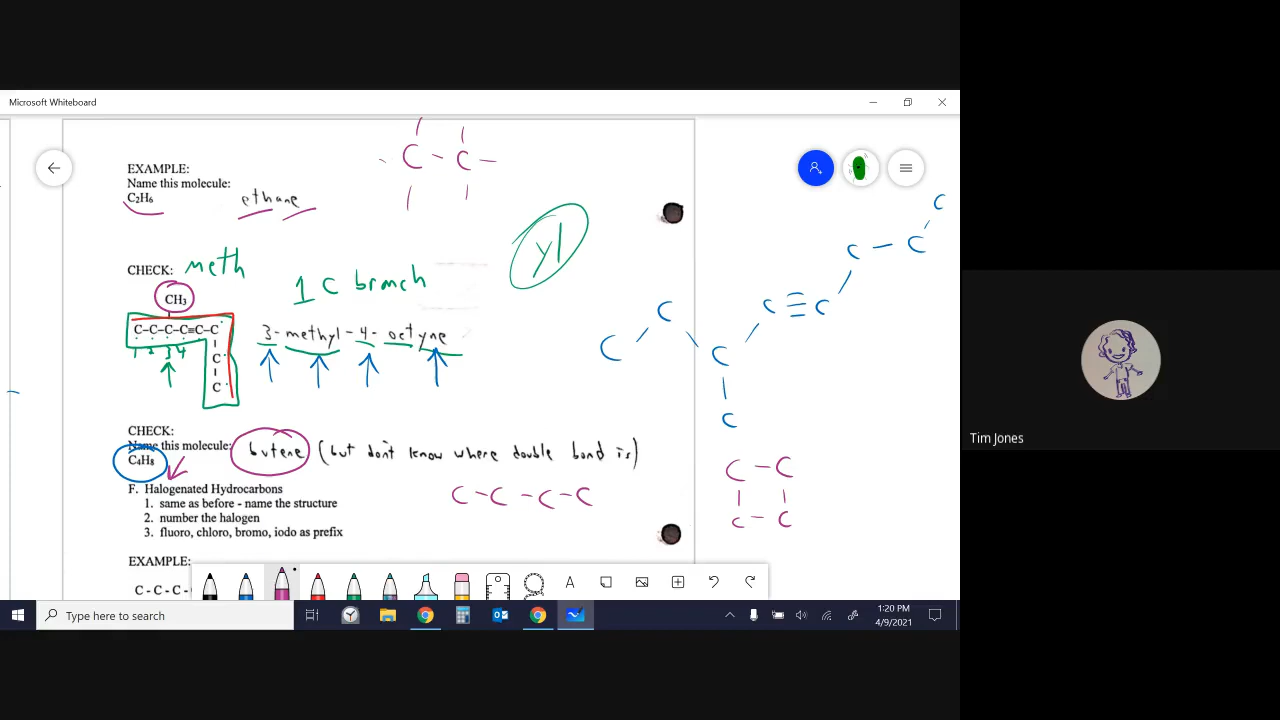 Microsoft Whiteboard
C - C -
EXAMPLE:
Name this molecule:
C2H6 ethane
yl
CHECK: meth
1 C branch
CH3
C-C-C-C≡C-C
1 2 3 4
C
C
3-methyl-4-octyne
C
C - C
C ≡ C
C
C
C
C
CHECK:
Name this molecule: butene (but don't know where double bond is)
C4H8
C - C
C - C
C - C - C - C
F. Halogenated Hydrocarbons
1. same as before - name the structure
2. number the halogen
3. fluoro, chloro, bromo, iodo as prefix
EXAMPLE:
C - C - C -
A
Type here to search
1:20 PM
4/9/2021
Tim Jones